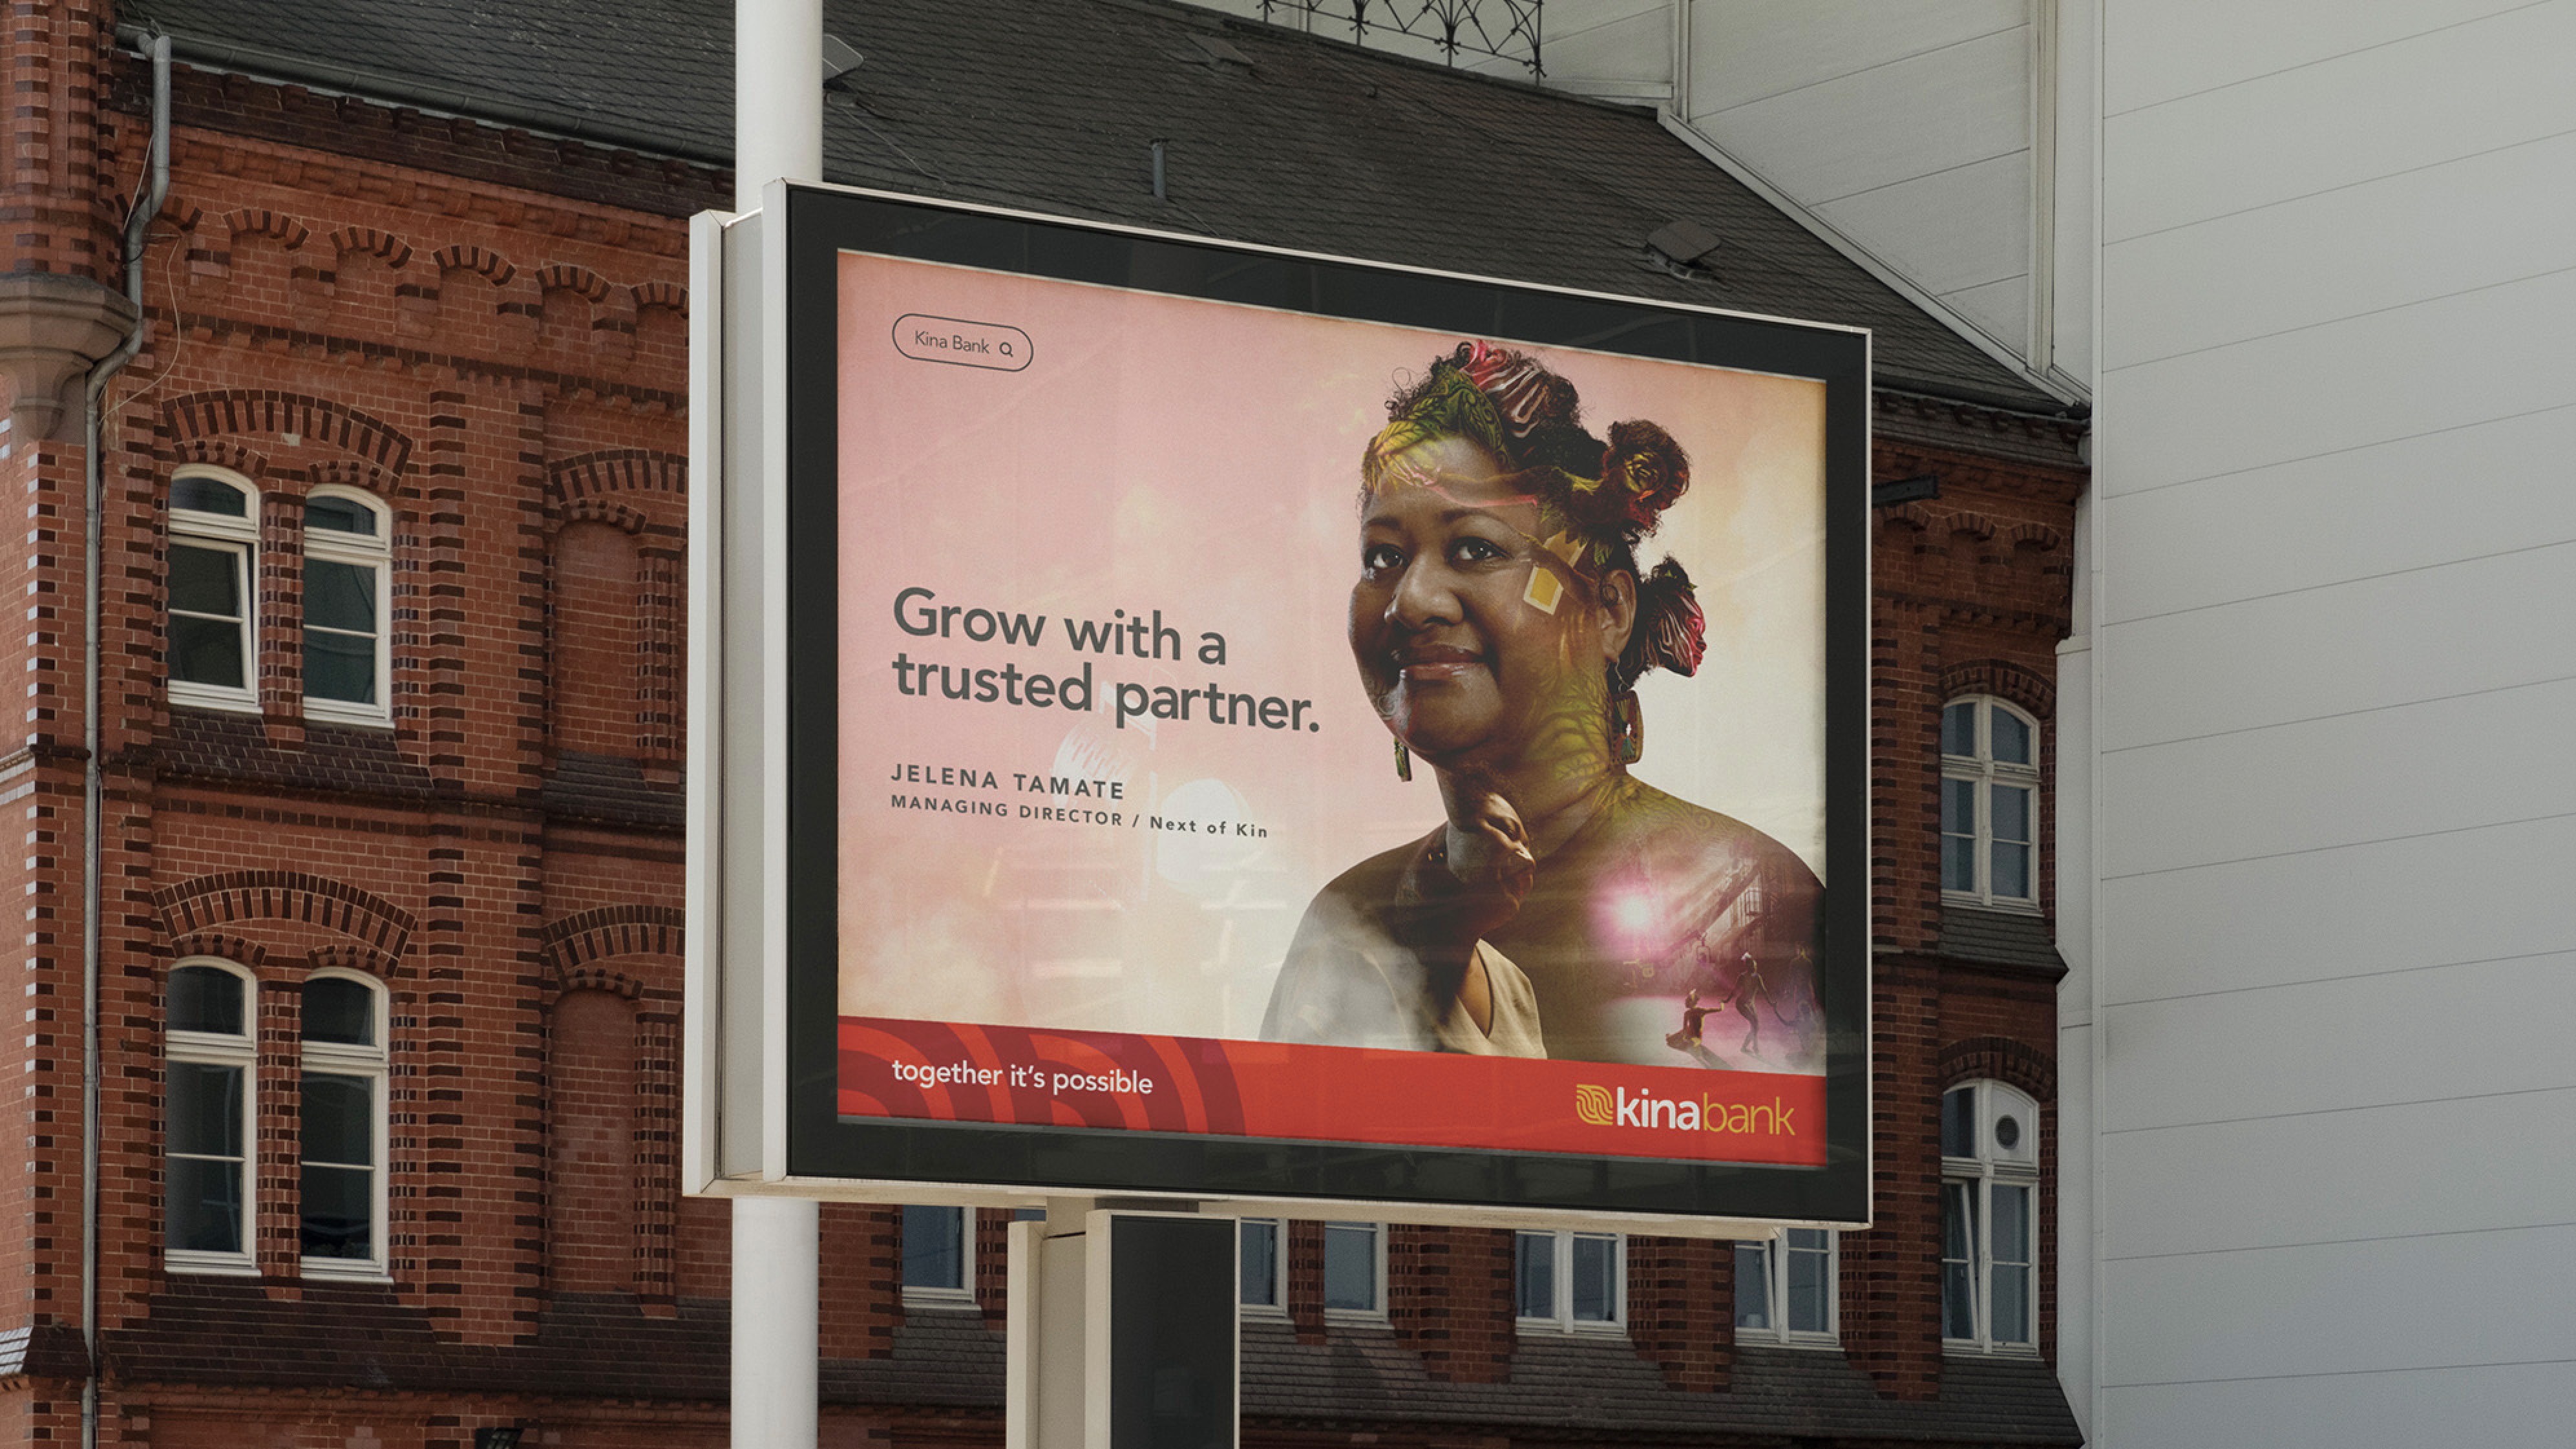 Kina Bank
Grow with a
trusted partner.
JELENA TAMATE
MANAGING DIRECTOR / Next of Kin
together it's possible
kinabank